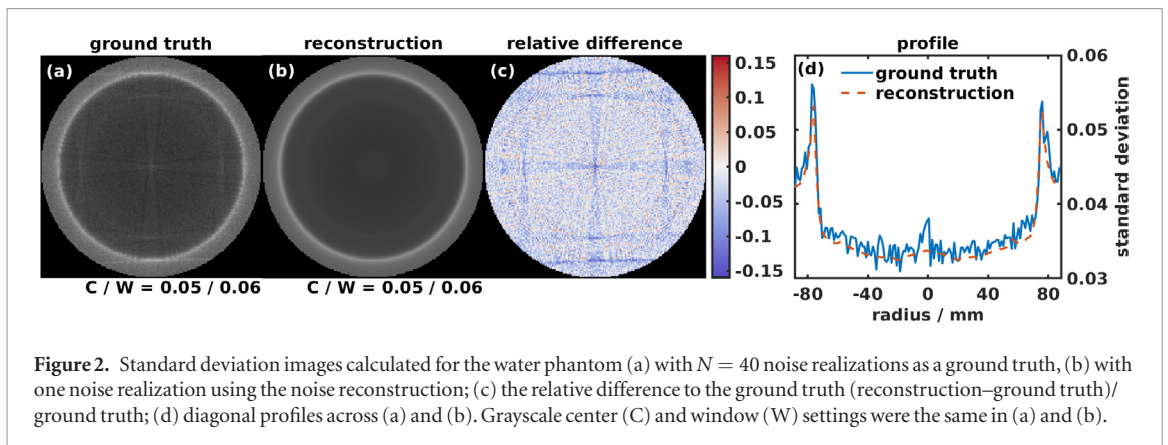 ground truth reconstruction relative difference profile
(a) (b) (c) (d)
ground truth
reconstruction
0.15
0.1
0.05
0
-0.05
-0.1
-0.15
0.06
0.05
0.04
0.03
standard deviation
-80 -40 0 40 80
radius / mm
C / W = 0.05 / 0.06 C / W = 0.05 / 0.06
Figure 2. Standard deviation images calculated for the water phantom (a) with N = 40 noise realizations as a ground truth, (b) with
one noise realization using the noise reconstruction; (c) the relative difference to the ground truth (reconstruction–ground truth)/
ground truth; (d) diagonal profiles across (a) and (b). Grayscale center (C) and window (W) settings were the same in (a) and (b).